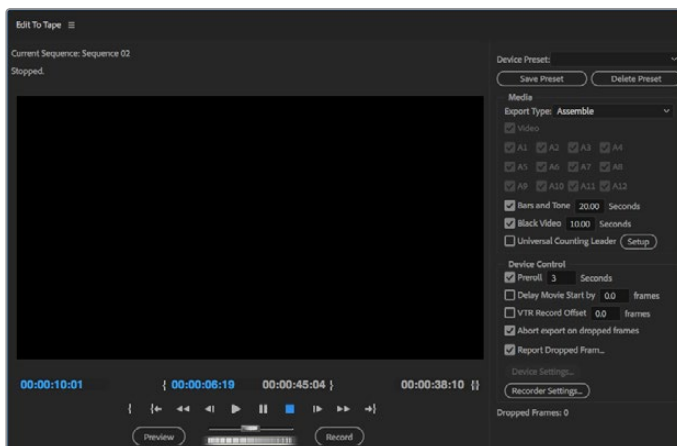 Edit To Tape
Current Sequence: Sequence 02
Stopped.
00:00:10:01
{ 00:00:06:19
00:00:45:04 }
00:00:38:10 {}
Preview
Record
Device Preset:
Save Preset
Delete Preset
Media
Export Type: Assemble
Video
A1 A2 A3 A4
A5 A6 A7 A8
A9 A10 A11 A12
Bars and Tone 20.00 Seconds
Black Video 10.00 Seconds
Universal Counting Leader Setup
Device Control
Preroll 3 Seconds
Delay Movie Start by 0.0 frames
VTR Record Offset 0.0 frames
Abort export on dropped frames
Report Dropped Fram...
Device Settings...
Recorder Settings...
Dropped Frames: 0